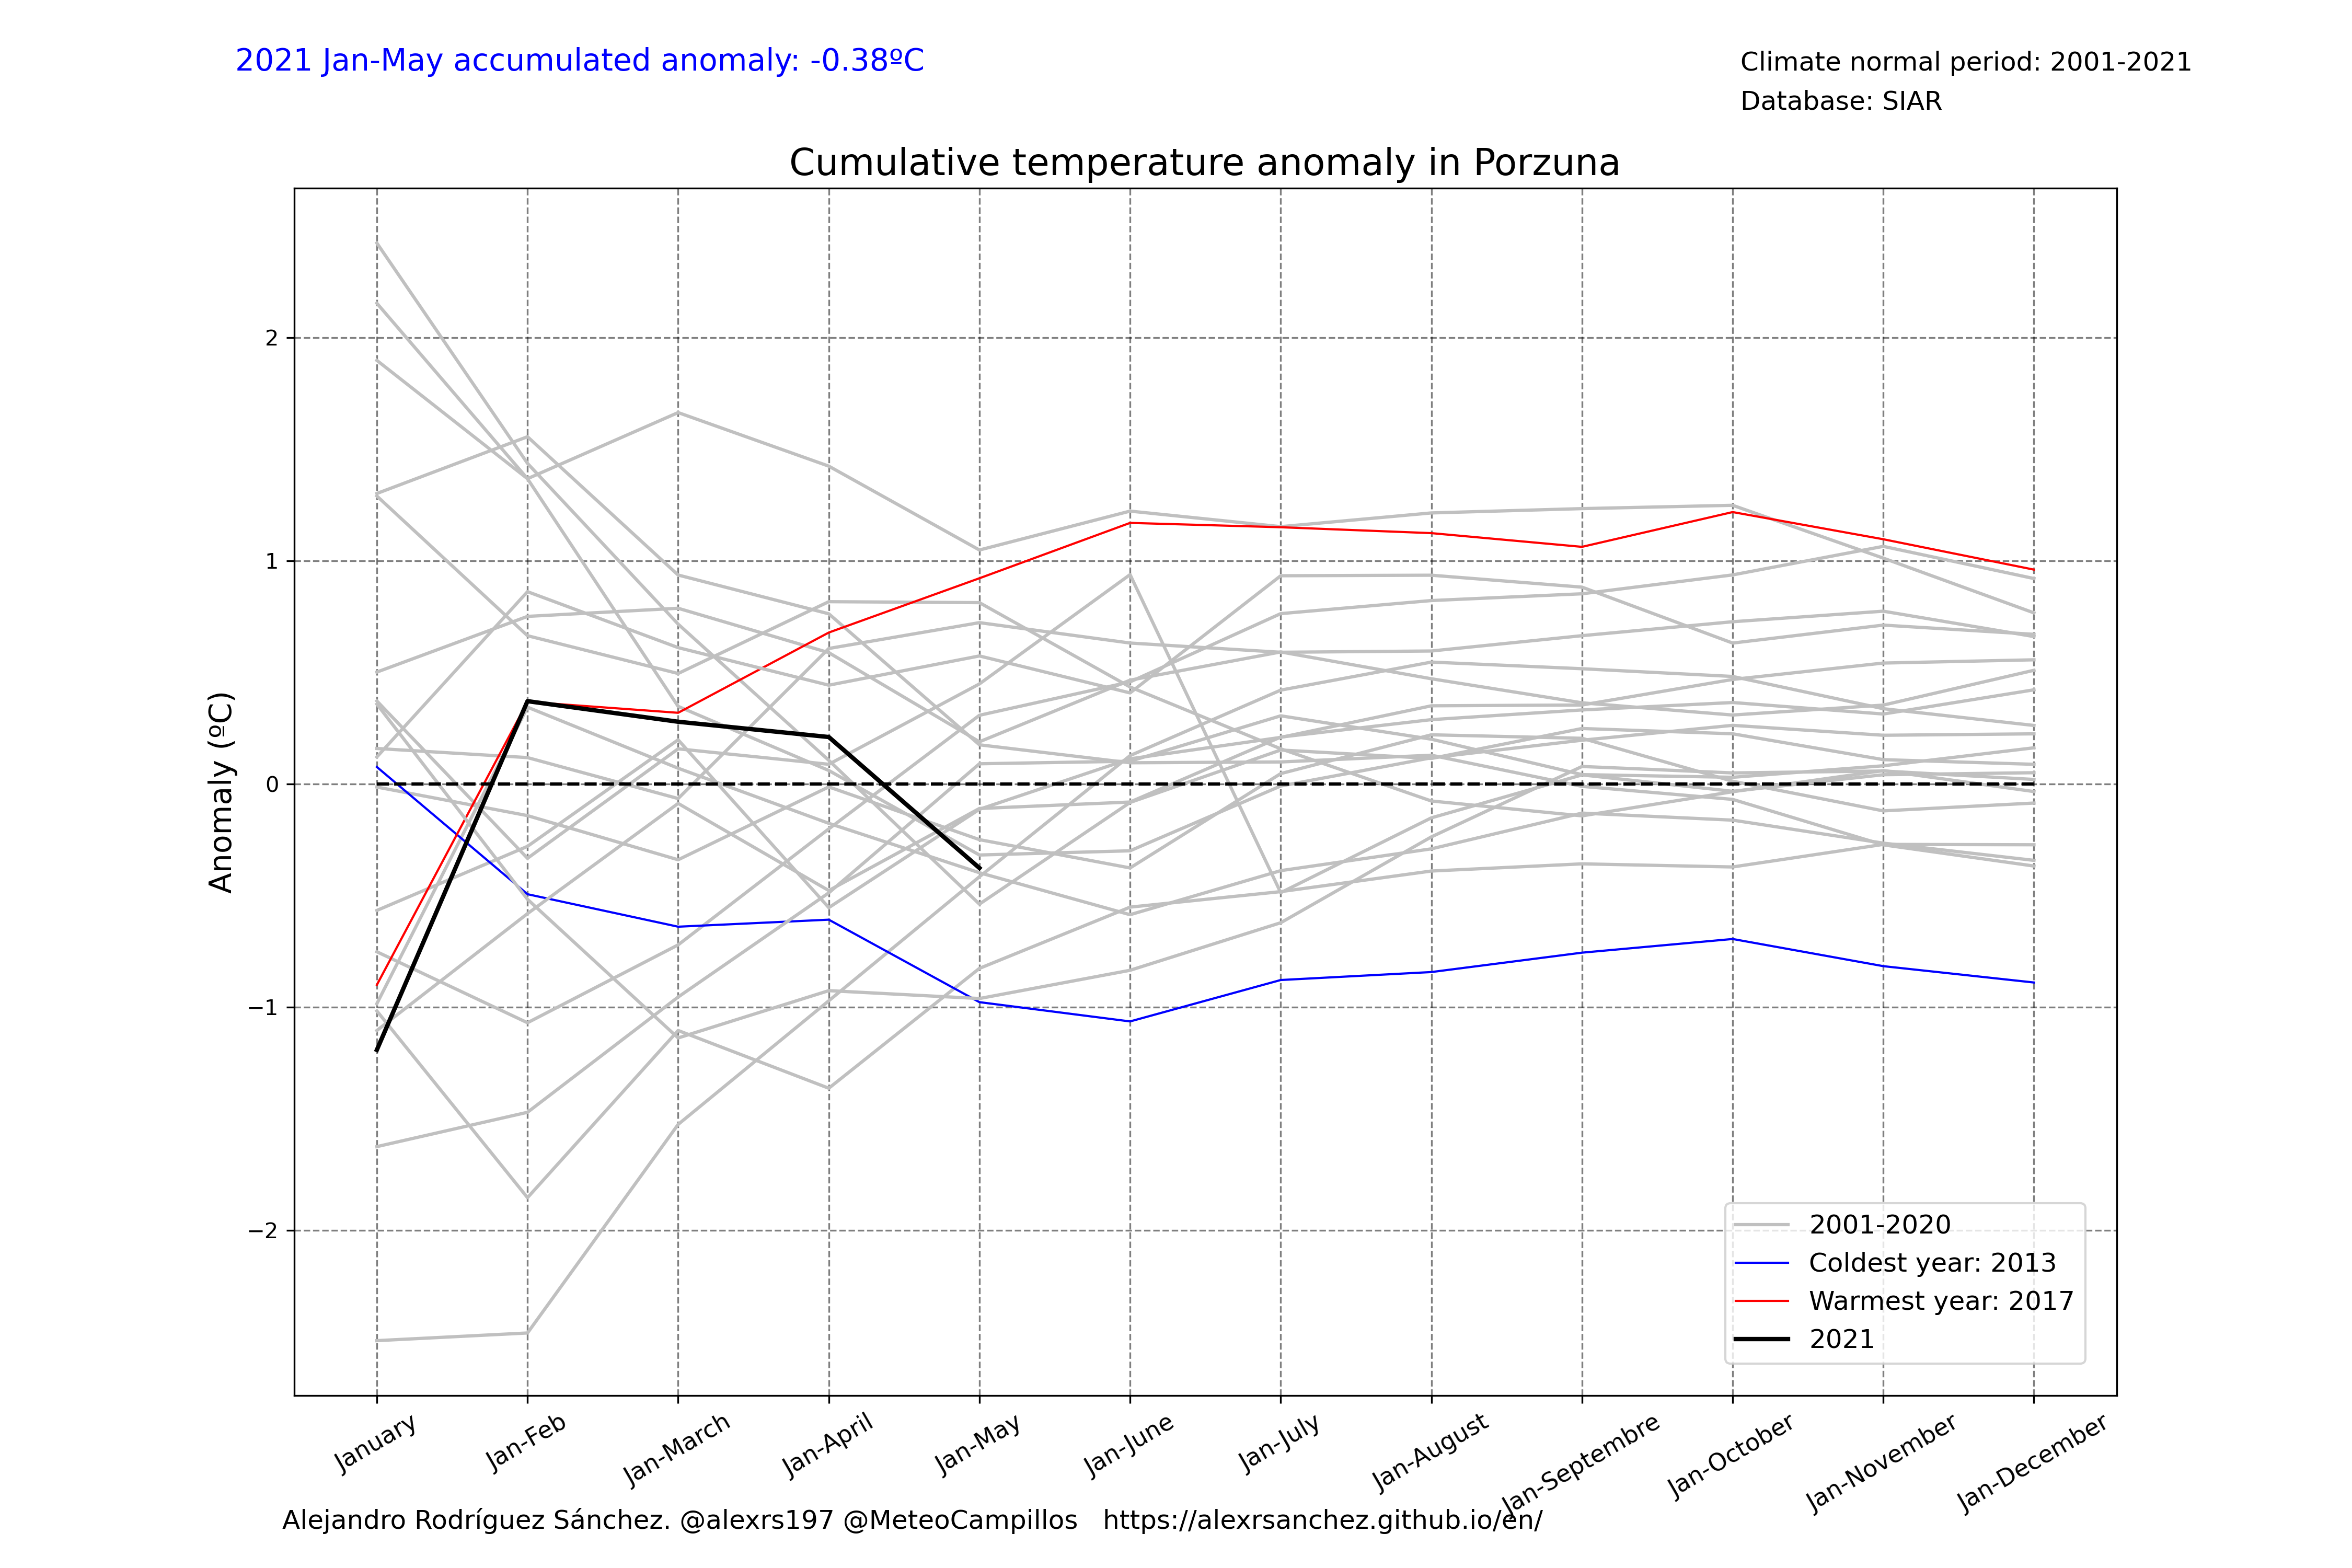 2021 Jan-May accumulated anomaly: -0.38ºC
Climate normal period: 2001-2021
Database: SIAR
Cumulative temperature anomaly in Porzuna
Anomaly (ºC)
2
1
0
−1
−2
2001-2020
Coldest year: 2013
Warmest year: 2017
2021
January
Jan-Feb
Jan-March
Jan-April
Jan-May
Jan-June
Jan-July
Jan-August
Jan-Septembre
Jan-October
Jan-November
Jan-December
Alejandro Rodríguez Sánchez. @alexrs197 @MeteoCampillos   https://alexrsanchez.github.io/en/